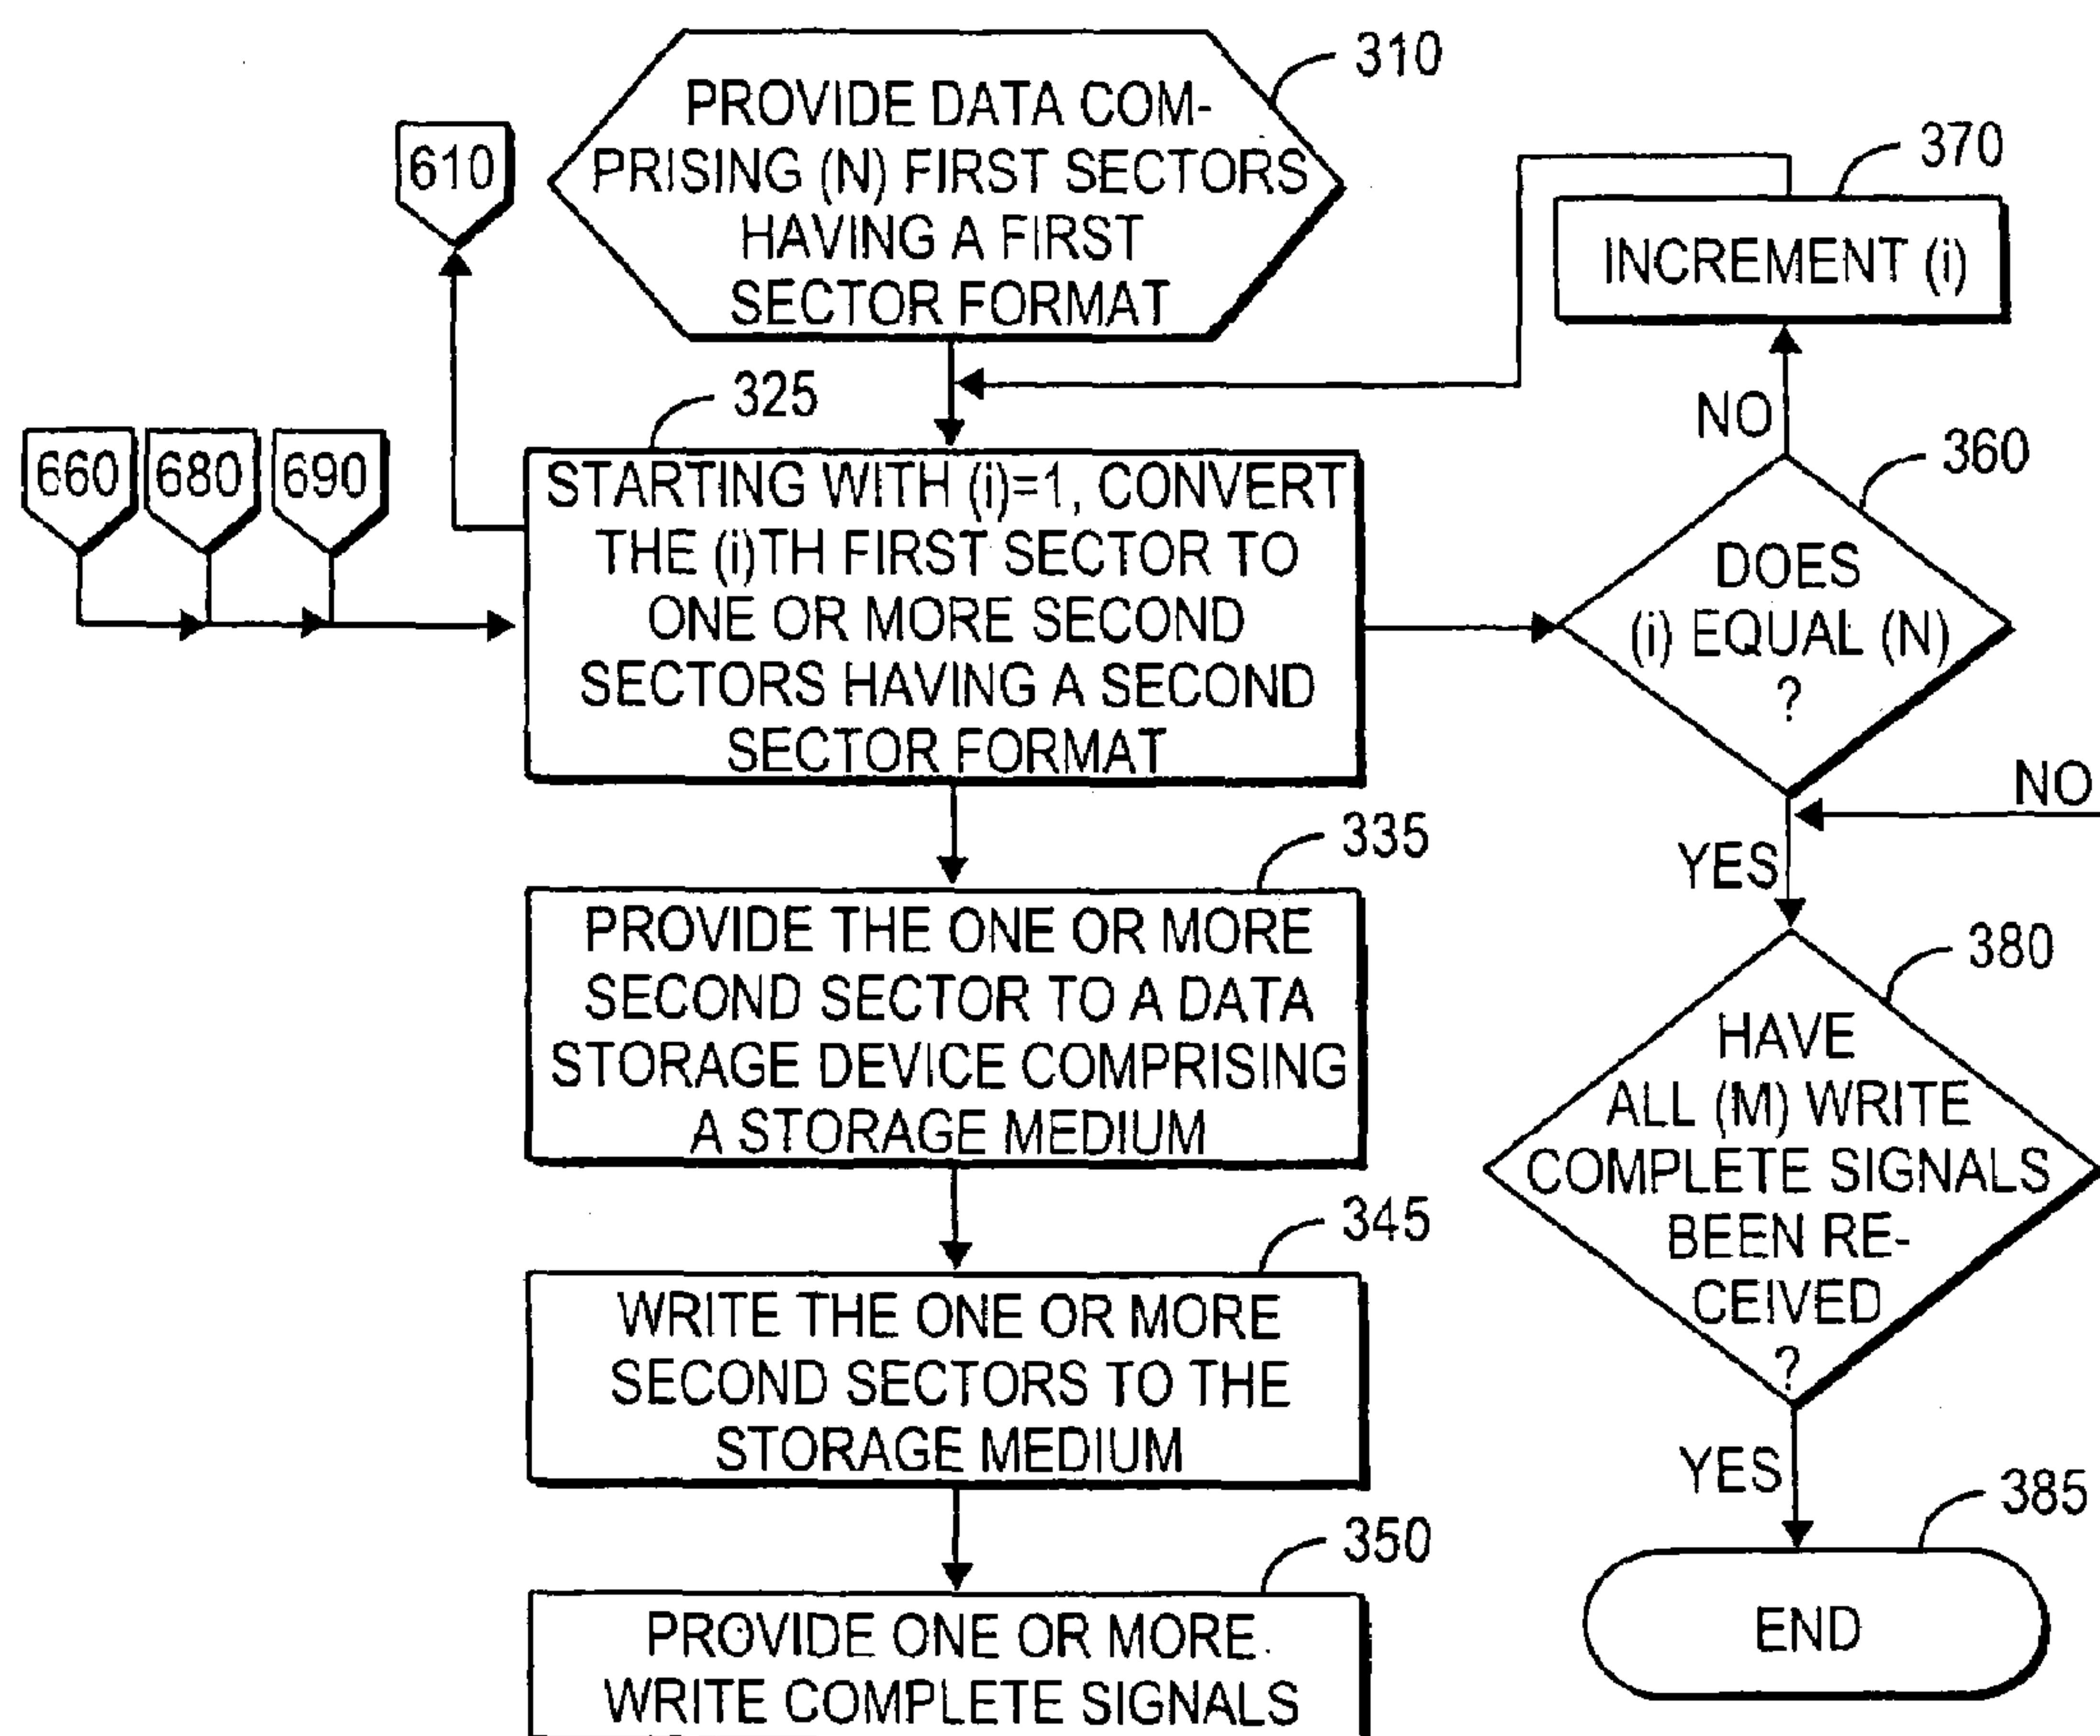 310
PROVIDE DATA COM-
PRISING (N) FIRST SECTORS
HAVING A FIRST
SECTOR FORMAT
610
370
INCREMENT (i)
325
660
680
690
STARTING WITH (i)=1, CONVERT
THE (i)TH FIRST SECTOR TO
ONE OR MORE SECOND
SECTORS HAVING A SECOND
SECTOR FORMAT
NO
360
DOES
(i) EQUAL (N)
?
NO
YES
335
PROVIDE THE ONE OR MORE
SECOND SECTOR TO A DATA
STORAGE DEVICE COMPRISING
A STORAGE MEDIUM
380
HAVE
ALL (M) WRITE
COMPLETE SIGNALS
BEEN RE-
CEIVED
?
345
WRITE THE ONE OR MORE
SECOND SECTORS TO THE
STORAGE MEDIUM
YES
385
END
350
PROVIDE ONE OR MORE
WRITE COMPLETE SIGNALS